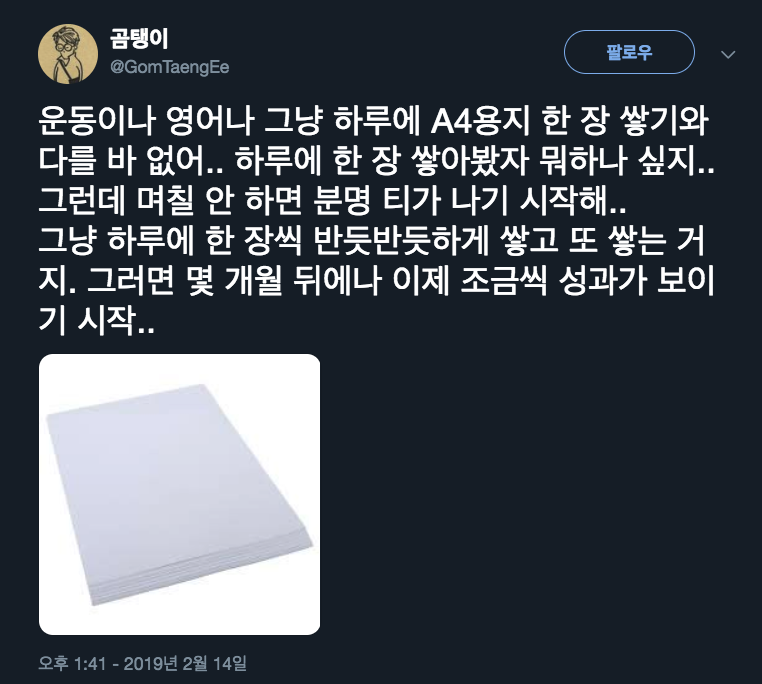 곰탱이
@GomTaengEe
팔로우
운동이나 영어나 그냥 하루에 A4용지 한 장 쌓기와
다를 바 없어.. 하루에 한 장 쌓아봤자 뭐하나 싶지..
그런데 며칠 안 하면 분명 티가 나기 시작해..
그냥 하루에 한 장씩 반듯반듯하게 쌓고 또 쌓는 거
지. 그러면 몇 개월 뒤에나 이제 조금씩 성과가 보이
기 시작..
오후 1:41 - 2019년 2월 14일